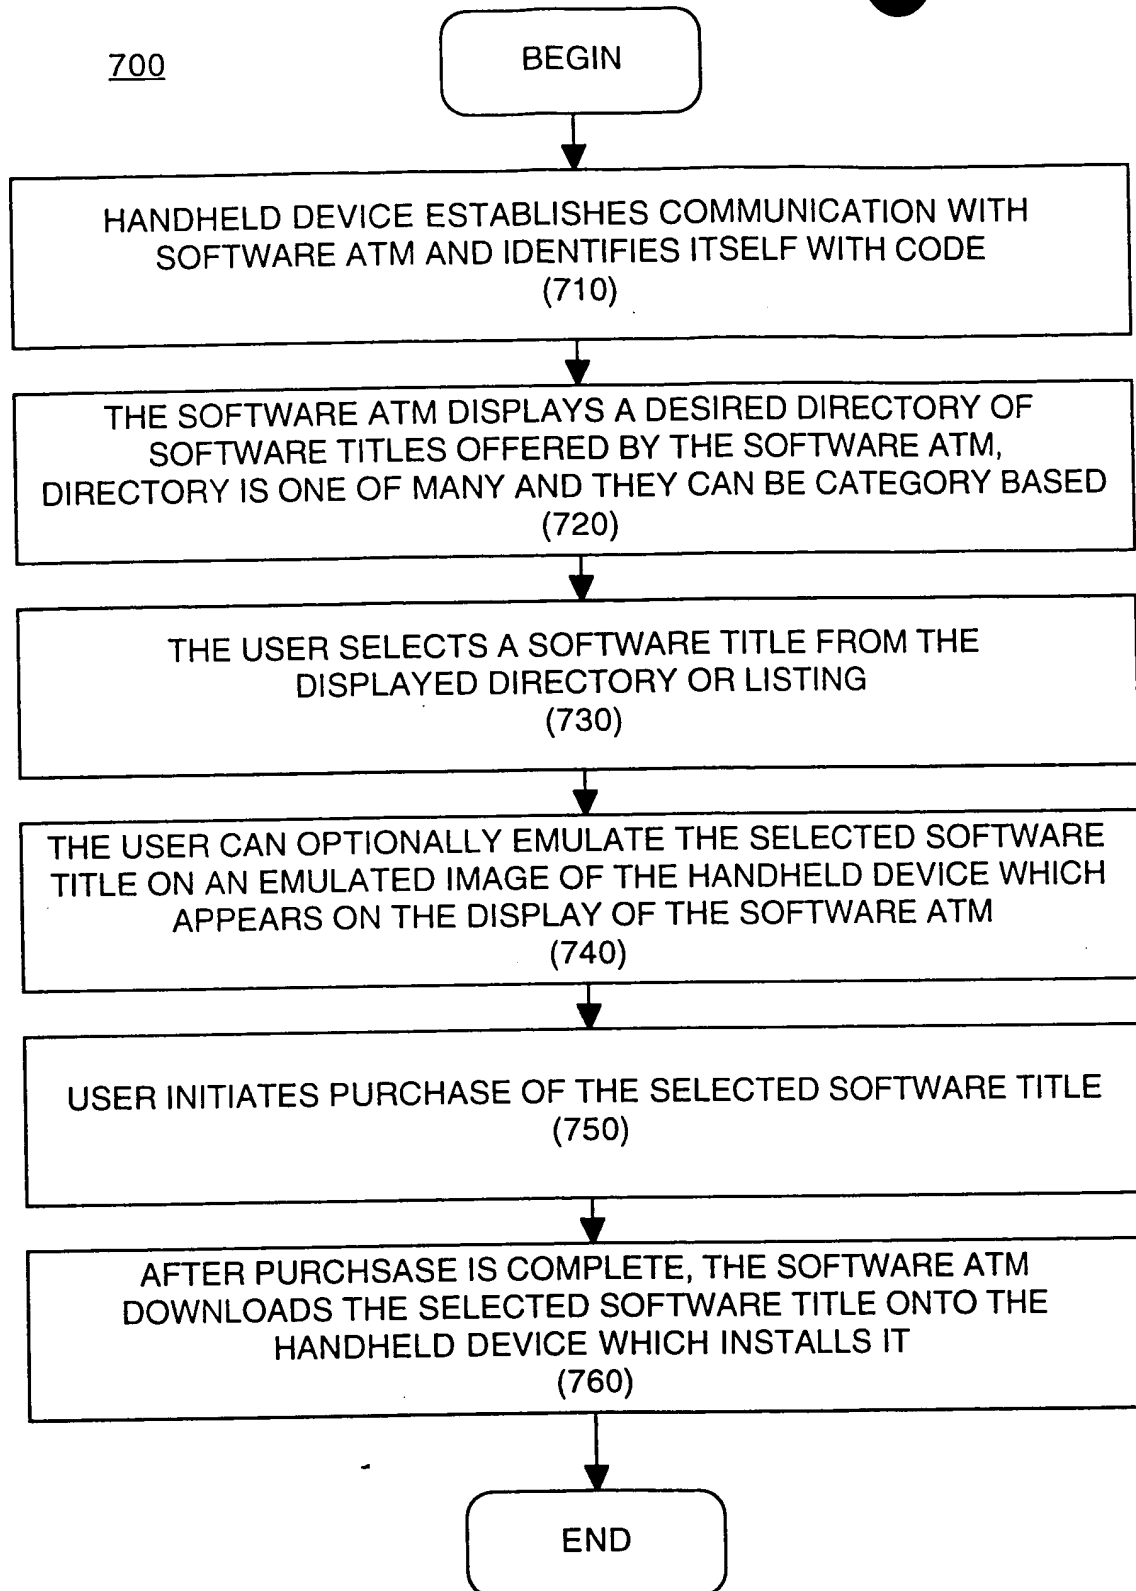 700
BEGIN
HANDHELD DEVICE ESTABLISHES COMMUNICATION WITH
SOFTWARE ATM AND IDENTIFIES ITSELF WITH CODE
(710)
THE SOFTWARE ATM DISPLAYS A DESIRED DIRECTORY OF
SOFTWARE TITLES OFFERED BY THE SOFTWARE ATM,
DIRECTORY IS ONE OF MANY AND THEY CAN BE CATEGORY BASED
(720)
THE USER SELECTS A SOFTWARE TITLE FROM THE
DISPLAYED DIRECTORY OR LISTING
(730)
THE USER CAN OPTIONALLY EMULATE THE SELECTED SOFTWARE
TITLE ON AN EMULATED IMAGE OF THE HANDHELD DEVICE WHICH
APPEARS ON THE DISPLAY OF THE SOFTWARE ATM
(740)
USER INITIATES PURCHASE OF THE SELECTED SOFTWARE TITLE
(750)
AFTER PURCHSASE IS COMPLETE, THE SOFTWARE ATM
DOWNLOADS THE SELECTED SOFTWARE TITLE ONTO THE
HANDHELD DEVICE WHICH INSTALLS IT
(760)
END